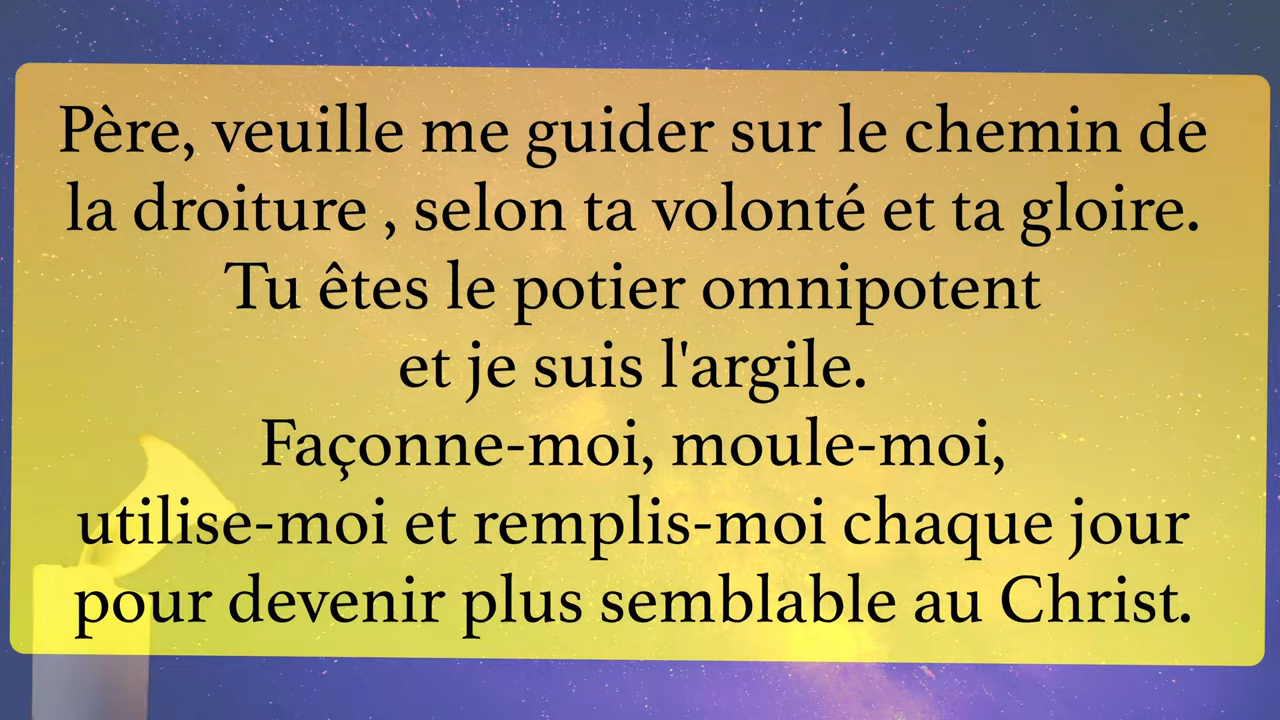 Père, veuille me guider sur le chemin de
la droiture , selon ta volonté et ta gloire.
Tu êtes le potier omnipotent
et je suis l'argile.
Façonne-moi, moule-moi,
utilise-moi et remplis-moi chaque jour
pour devenir plus semblable au Christ.